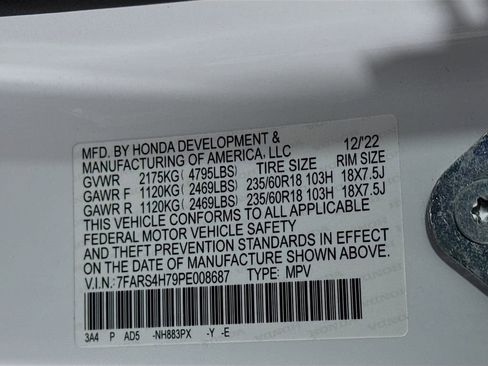 MFD. BY HONDA DEVELOPMENT & 12/'22
MANUFACTURING OF AMERICA, LLC
TIRE SIZE RIM SIZE
GVWR 2175KG( 4795LBS)
GAWR F 1120KG( 2469LBS) 235/60R18 103H 18X7.5J
GAWR R 1120KG( 2469LBS) 235/60R18 103H 18X7.5J
THIS VEHICLE CONFORMS TO ALL APPLICABLE
FEDERAL MOTOR VEHICLE SAFETY
AND THEFT PREVENTION STANDARDS IN EFFECT
ON THE DATE OF MANUFACTURE SHOWN ABOVE.
V.I.N.: 7FARS4H79PE008687 TYPE: MPV
3A4 P AD5 -NH883PX -Y -E